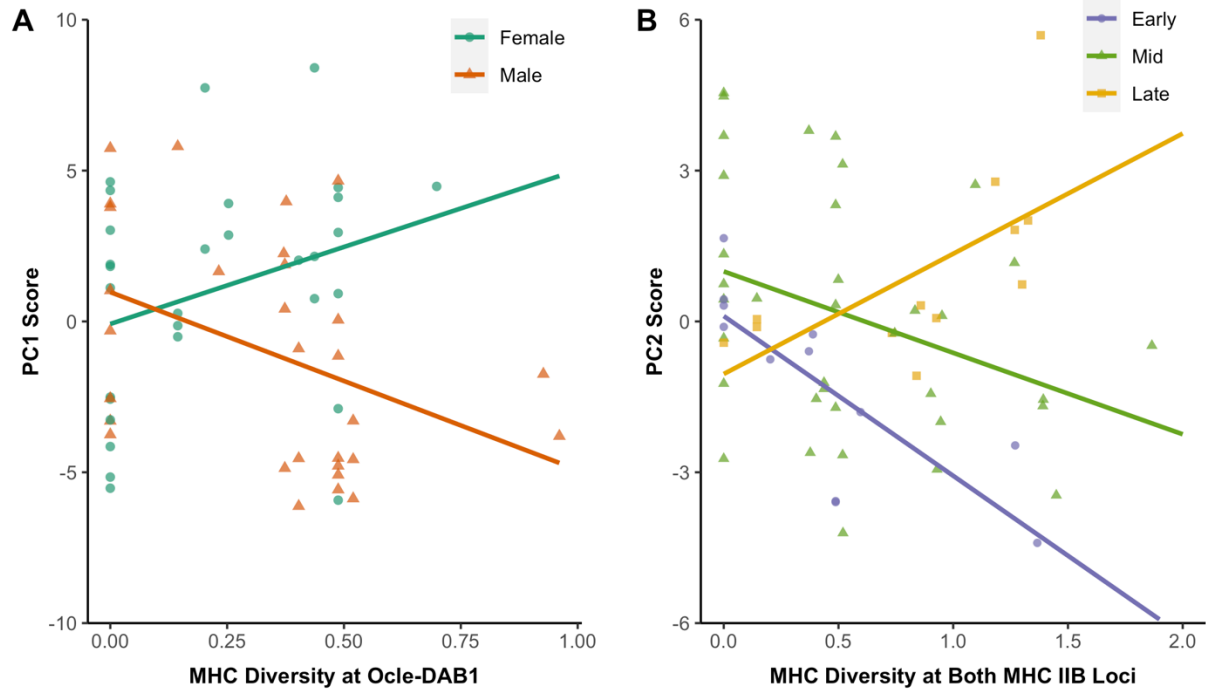 A
Female
Male
10
5
0
-5
-10
PC1 Score
0.00
0.25
0.50
0.75
1.00
MHC Diversity at Ocle-DAB1
B
Early
Mid
Late
6
3
0
-3
-6
PC2 Score
0.0
0.5
1.0
1.5
2.0
MHC Diversity at Both MHC IIB Loci